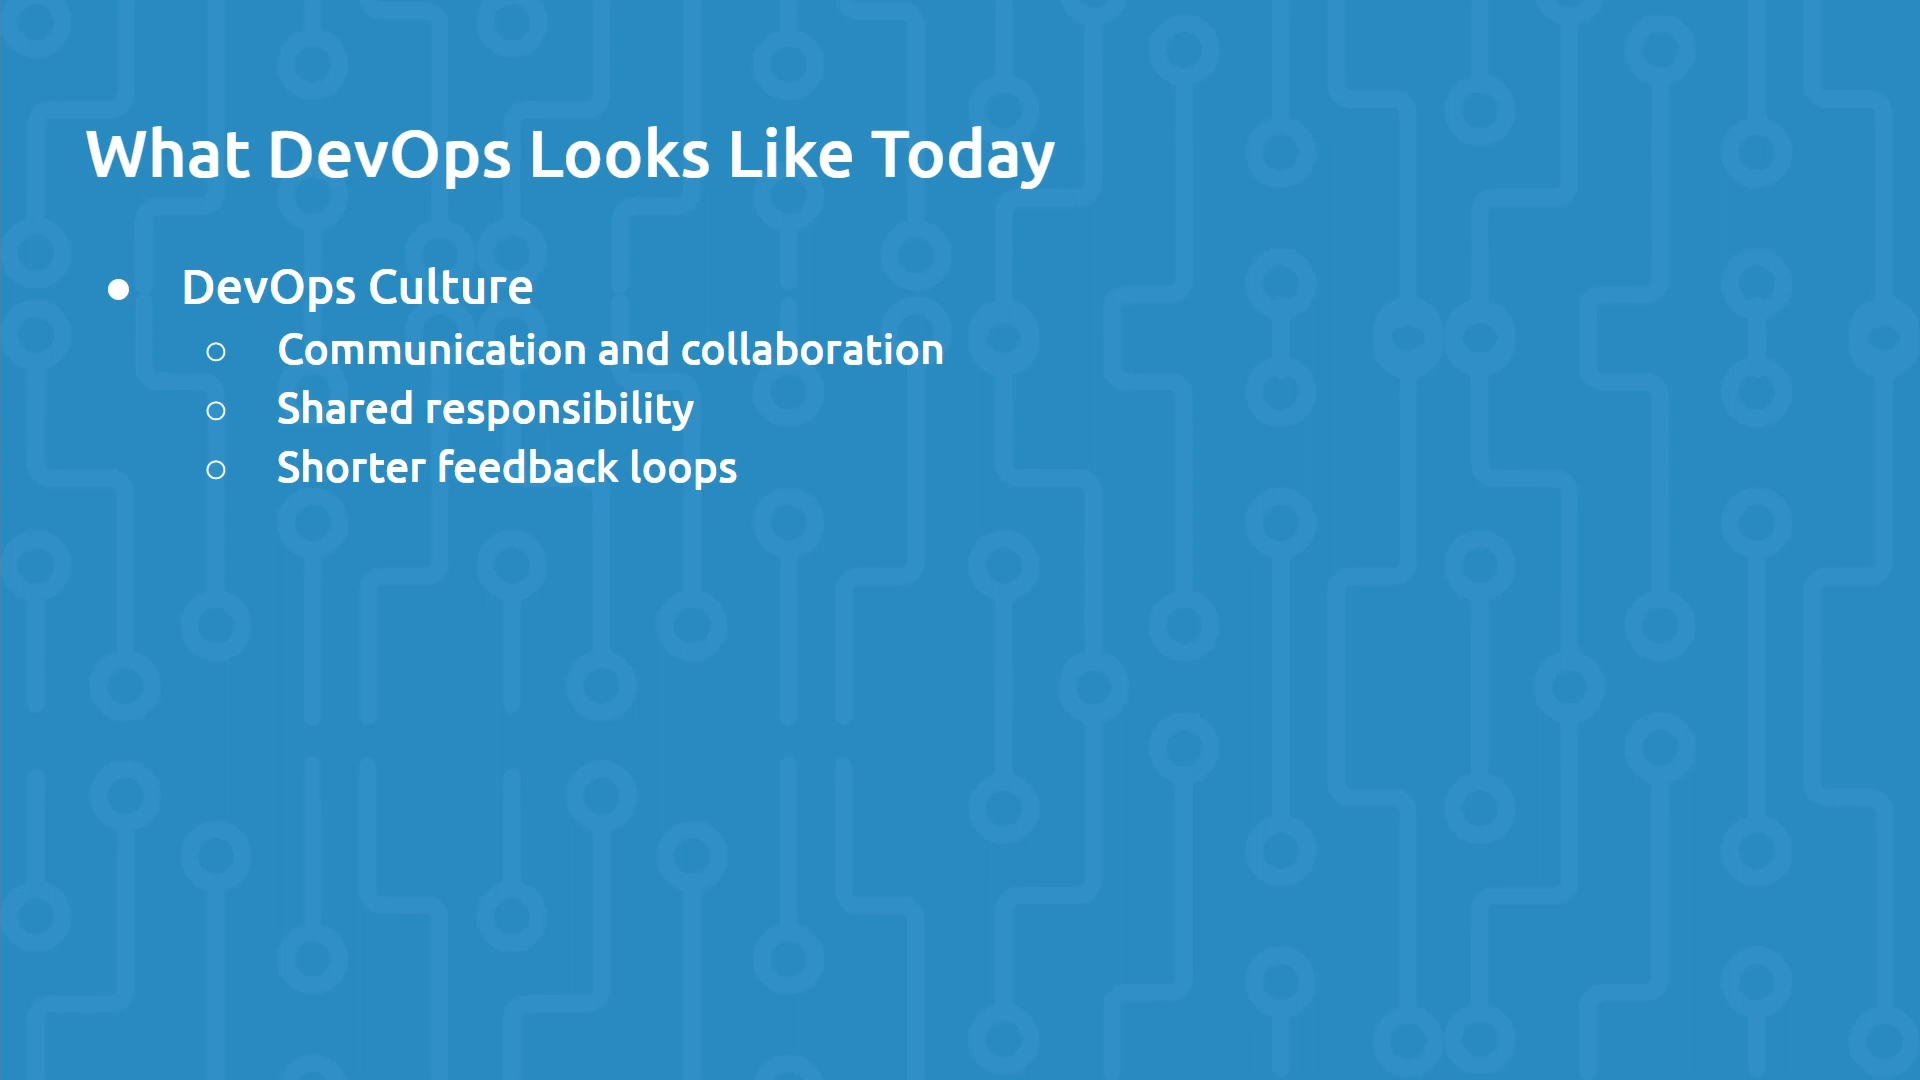 What DevOps Looks Like Today
● DevOps Culture
○ Communication and collaboration
○ Shared responsibility
○ Shorter feedback loops